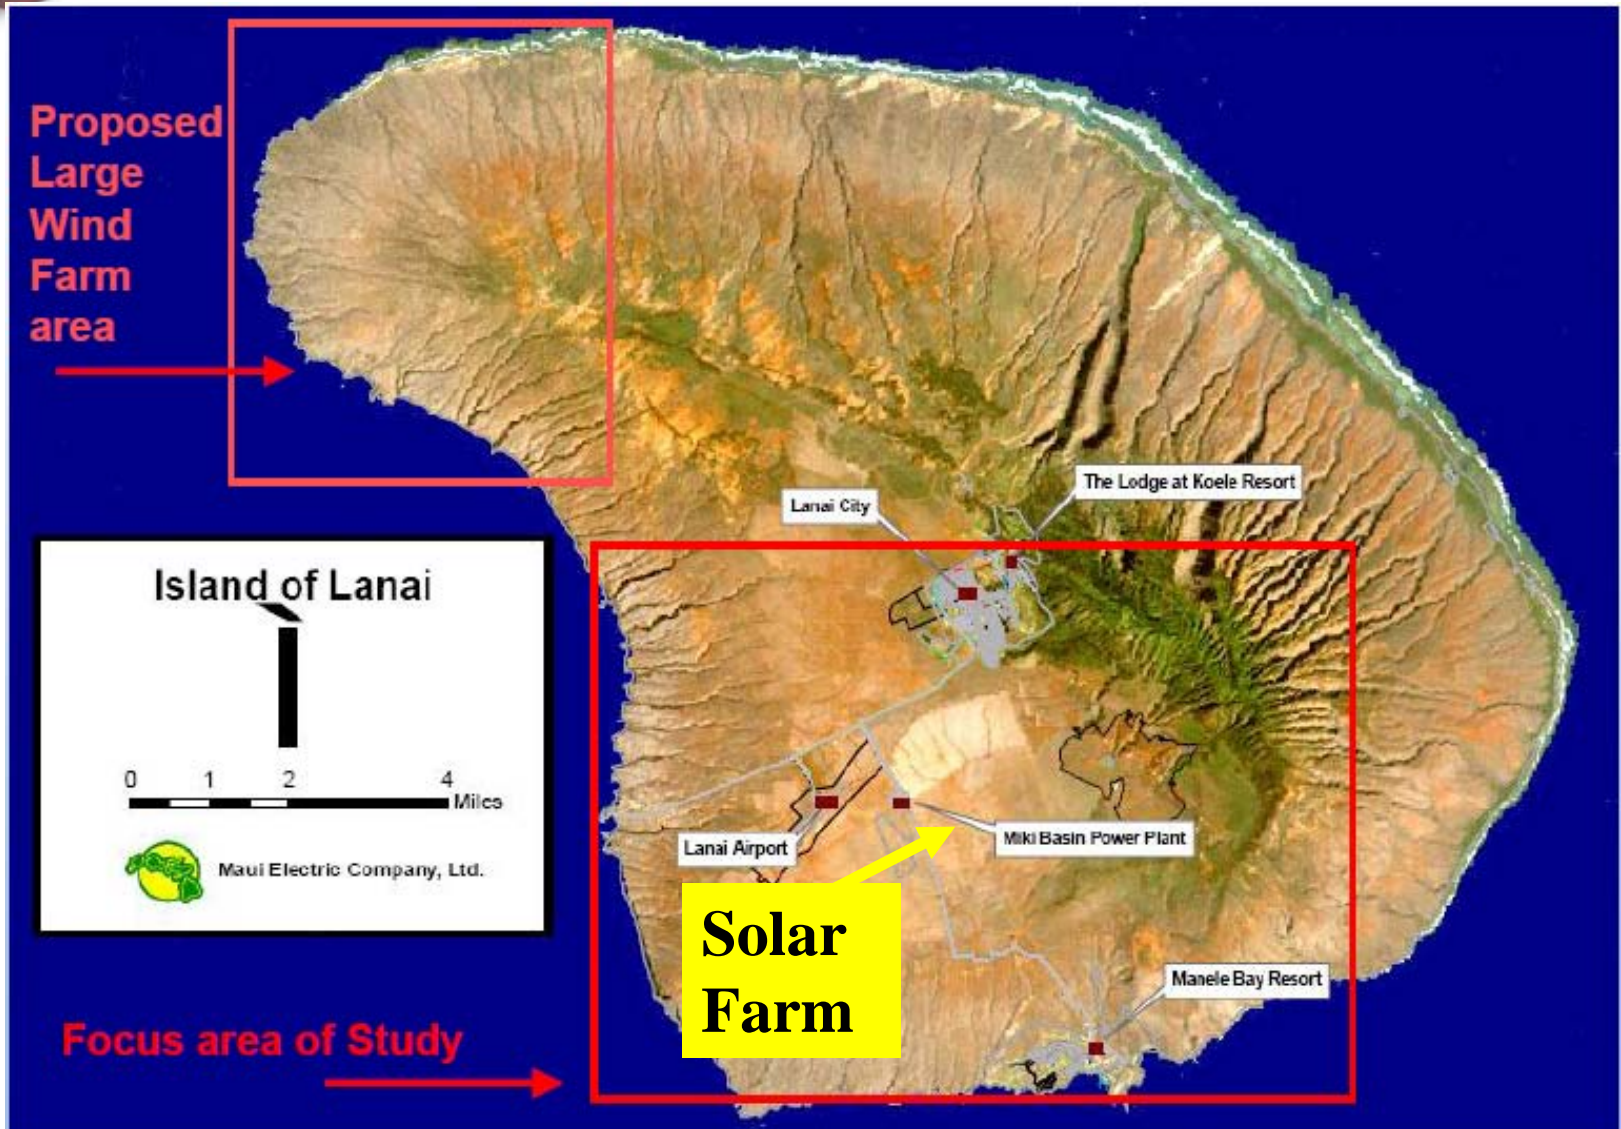 Proposed
Large
Wind
Farm
area
The Lodge at Koele Resort
Lanai City
Island of Lanai
0 1 2 4
Miles
Maui Electric Company, Ltd.
Lanai Airport
Miki Basin Power Plant
Solar
Farm
Manele Bay Resort
Focus area of Study